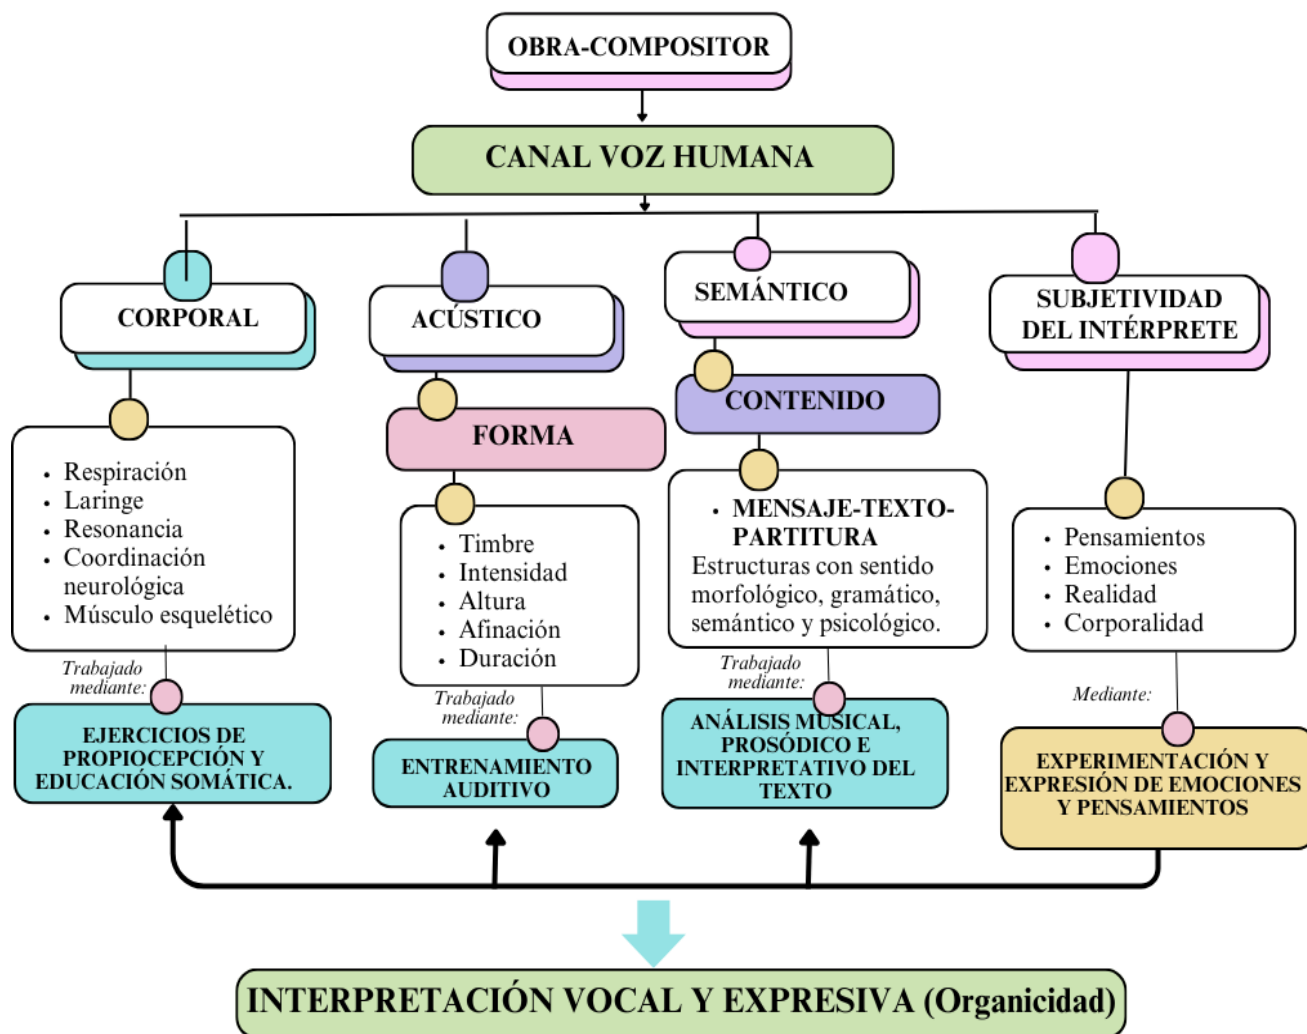 OBRA-COMPOSITOR
CANAL VOZ HUMANA
CORPORAL
• Respiración
• Laringe
• Resonancia
• Coordinación
neurológica
• Músculo esquelético
Trabajado
mediante:
EJERCICIOS DE
PROPIOCEPCIÓN Y
EDUCACIÓN SOMÁTICA.
ACÚSTICO
FORMA
• Timbre
• Intensidad
• Altura
• Afinación
• Duración
Trabajado
mediante:
ENTRENAMIENTO
AUDITIVO
SEMÁNTICO
CONTENIDO
• MENSAJE-TEXTO-
PARTITURA
Estructuras con sentido
morfológico, gramático,
semántico y psicológico.
Trabajado
mediante:
ANÁLISIS MUSICAL,
PROSÓDICO E
INTERPRETATIVO DEL
TEXTO
SUBJETIVIDAD
DEL INTÉRPRETE
• Pensamientos
• Emociones
• Realidad
• Corporalidad
Mediante:
EXPERIMENTACIÓN Y
EXPRESIÓN DE EMOCIONES
Y PENSAMIENTOS
INTERPRETACIÓN VOCAL Y EXPRESIVA (Organicidad)